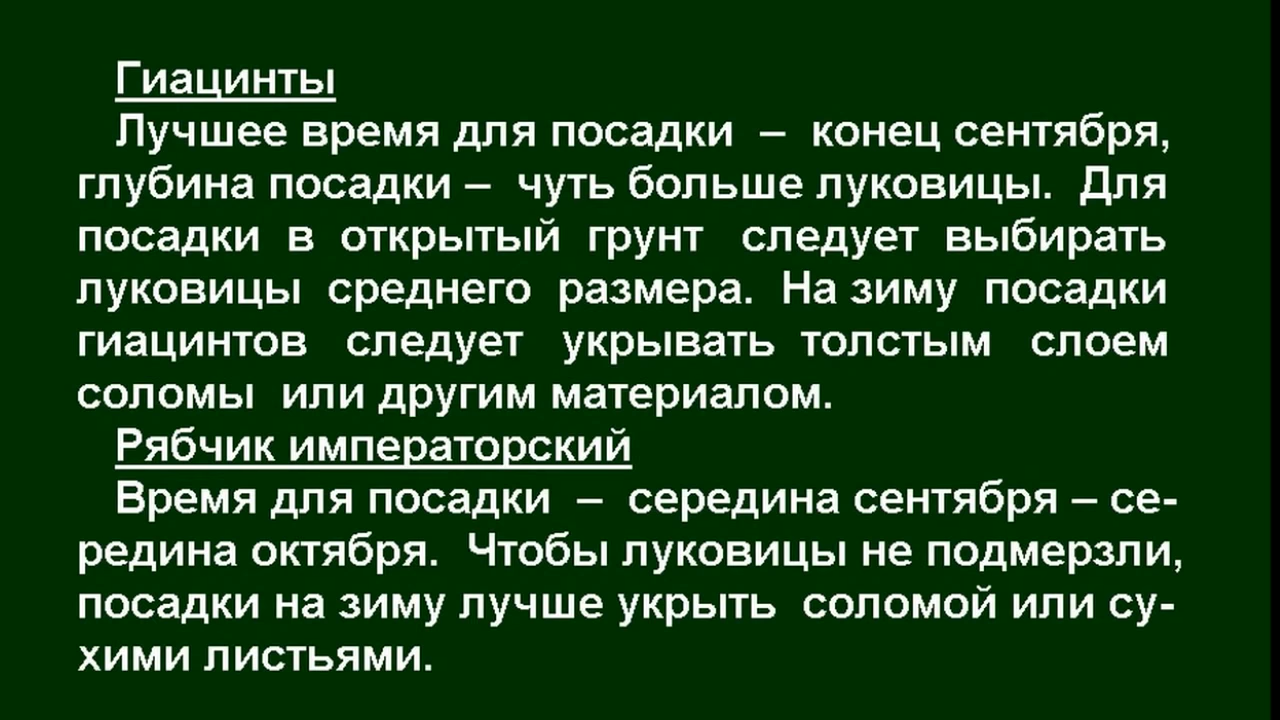 Гиацинты
Лучшее время для посадки – конец сентября,
глубина посадки – чуть больше луковицы. Для
посадки в открытый грунт следует выбирать
луковицы среднего размера. На зиму посадки
гиацинтов следует укрывать толстым слоем
соломы или другим материалом.
Рябчик императорский
Время для посадки – середина сентября – се-
редина октября. Чтобы луковицы не подмерзли,
посадки на зиму лучше укрыть соломой или су-
хими листьями.